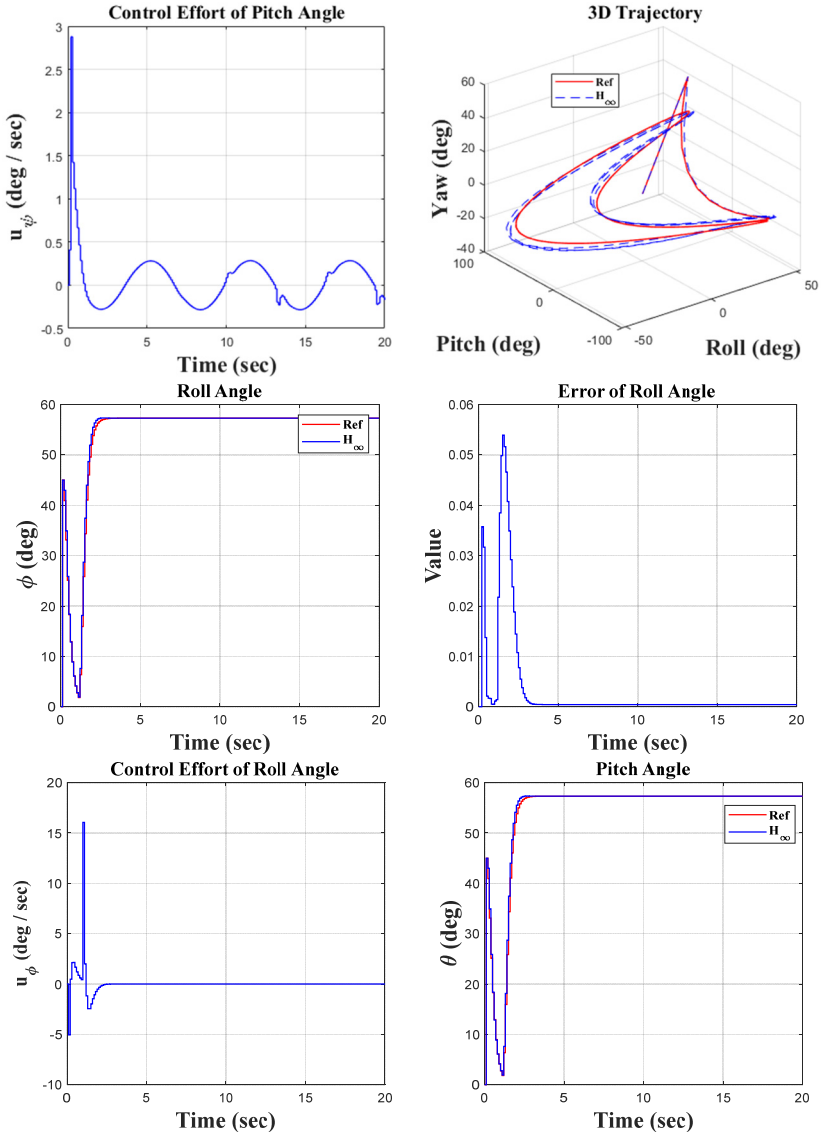 Control Effort of Pitch Angle
3
2.5
2
1.5
1
0.5
0
-0.5
u_ψ̇ (deg / sec)
0 5 10 15 20
Time (sec)
3D Trajectory
Ref
H∞
60
40
20
0
-20
-40
Yaw (deg)
100 0 -100
Pitch (deg)
-50 0 50
Roll (deg)
Roll Angle
60
50
40
30
20
10
0
ϕ (deg)
Ref
H∞
0 5 10 15 20
Time (sec)
Error of Roll Angle
0.06
0.05
0.04
0.03
0.02
0.01
0
Value
0 5 10 15 20
Time (sec)
Control Effort of Roll Angle
20
15
10
5
0
-5
-10
u_ϕ (deg / sec)
0 5 10 15 20
Time (sec)
Pitch Angle
60
50
40
30
20
10
0
θ (deg)
Ref
H∞
0 5 10 15 20
Time (sec)